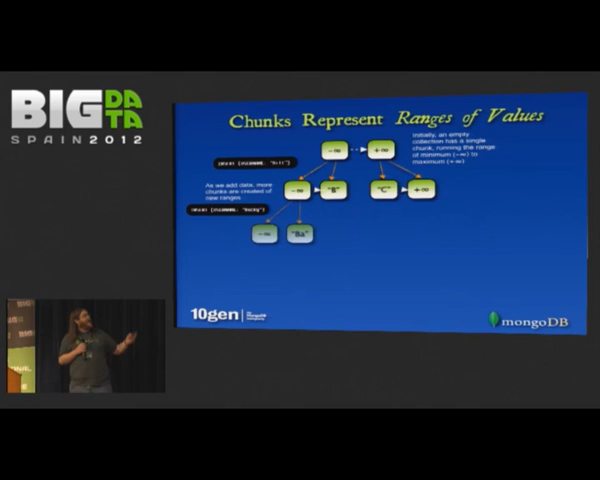 BIG DATA
SPAIN 2012
Chunks Represent Ranges of Values
Initially, an empty
collection has a single
chunk, running the range
of minimum (-∞) to
maximum (+∞)
-∞
+∞
As we add data, more
chunks are created of
new ranges
-∞
"B"
"C"
+∞
-∞
"Ba"
10gen
mongoDB